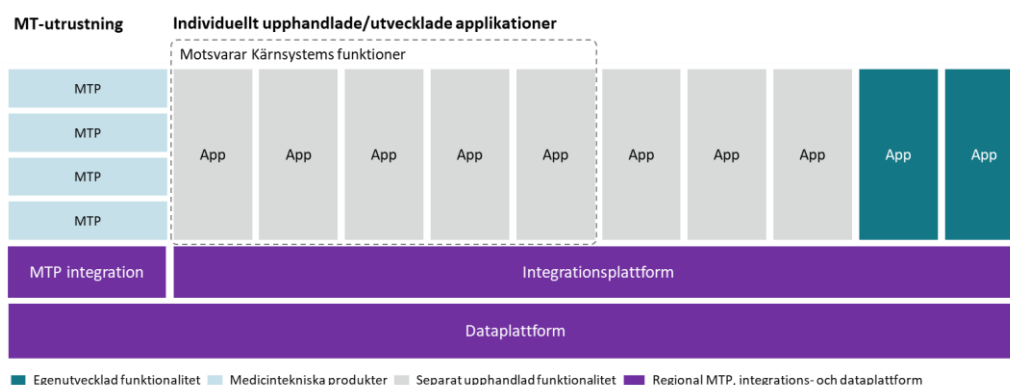 MT-utrustning
Individuellt upphandlade/utvecklade applikationer
Motsvarar Kärnsystems funktioner
MTP
MTP
MTP
MTP
App
App
App
App
App
App
App
App
App
App
MTP integration
Integrationsplattform
Dataplattform
Egenutvecklad funktionalitet
Medicintekniska produkter
Separat upphandlad funktionalitet
Regional MTP, integrations- och dataplattform